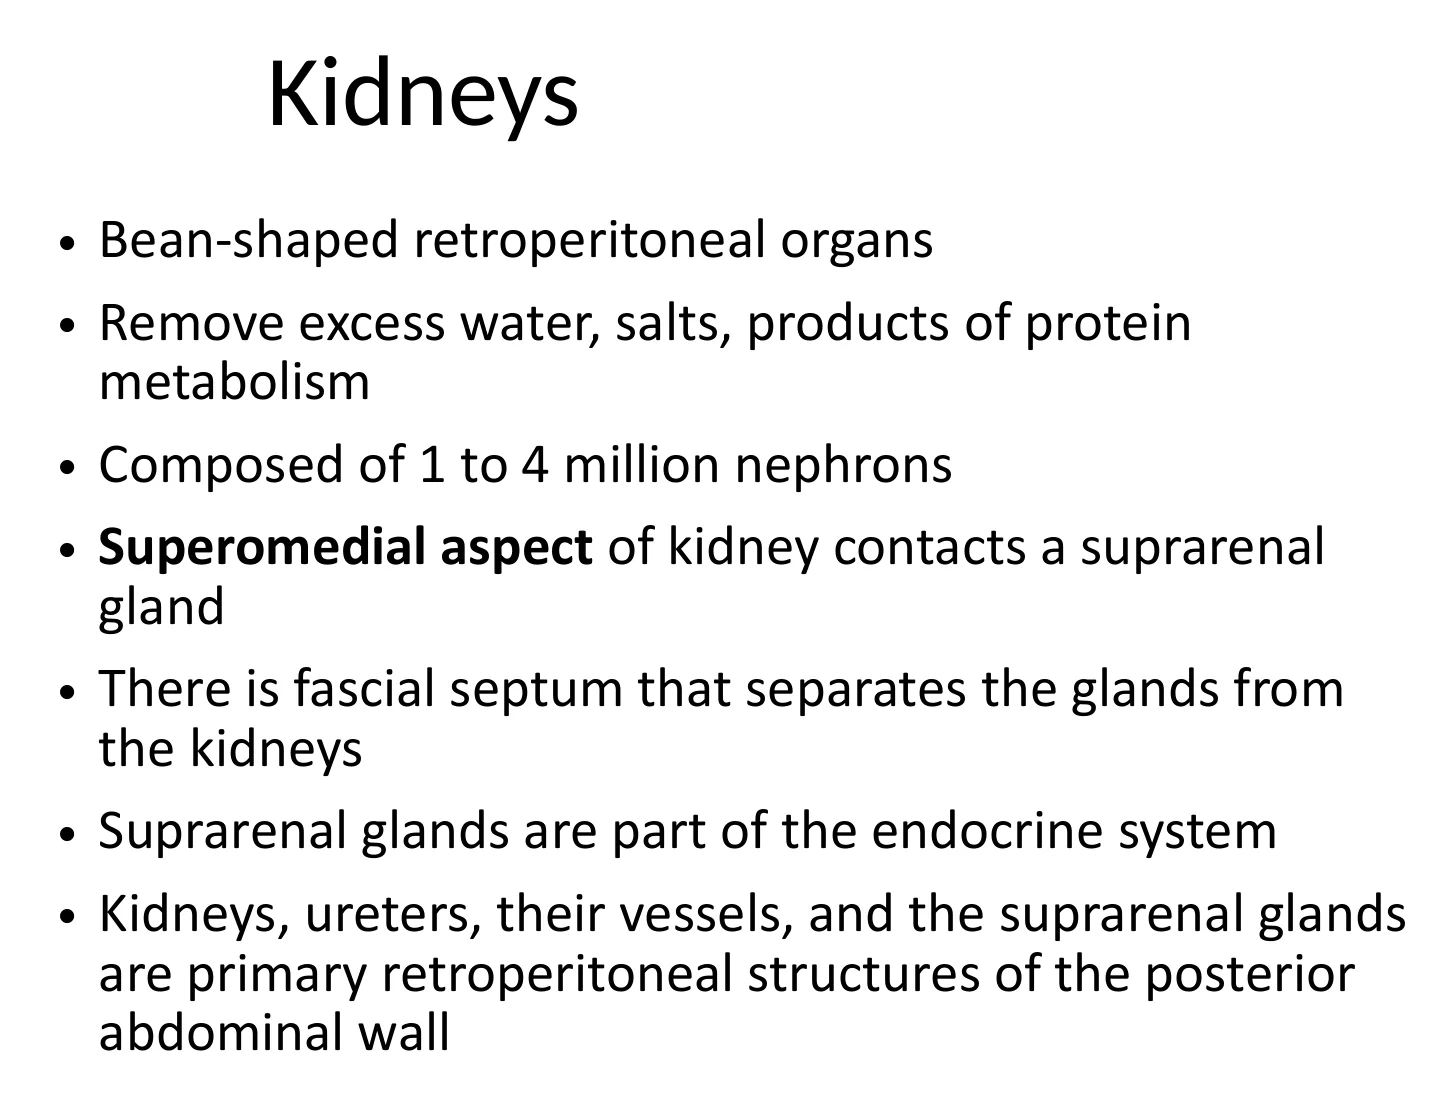 Kidneys
• Bean-shaped retroperitoneal organs
• Remove excess water, salts, products of protein
metabolism
• Composed of 1 to 4 million nephrons
• Superomedial aspect of kidney contacts a suprarenal
gland
• There is fascial septum that separates the glands from
the kidneys
• Suprarenal glands are part of the endocrine system
• Kidneys, ureters, their vessels, and the suprarenal glands
are primary retroperitoneal structures of the posterior
abdominal wall